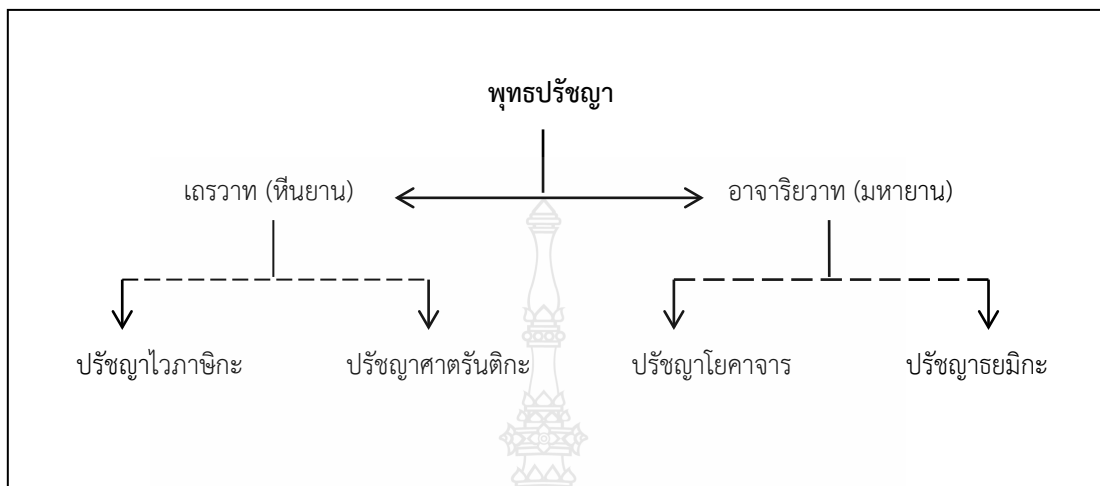 พุทธปรัชญา
เถรวาท (หีนยาน) อาจาริยวาท (มหายาน)
ปรัชญาไวภาษิกะ ปรัชญาศาตรันติกะ ปรัชญาโยคาจาร ปรัชญาธยมิกะ